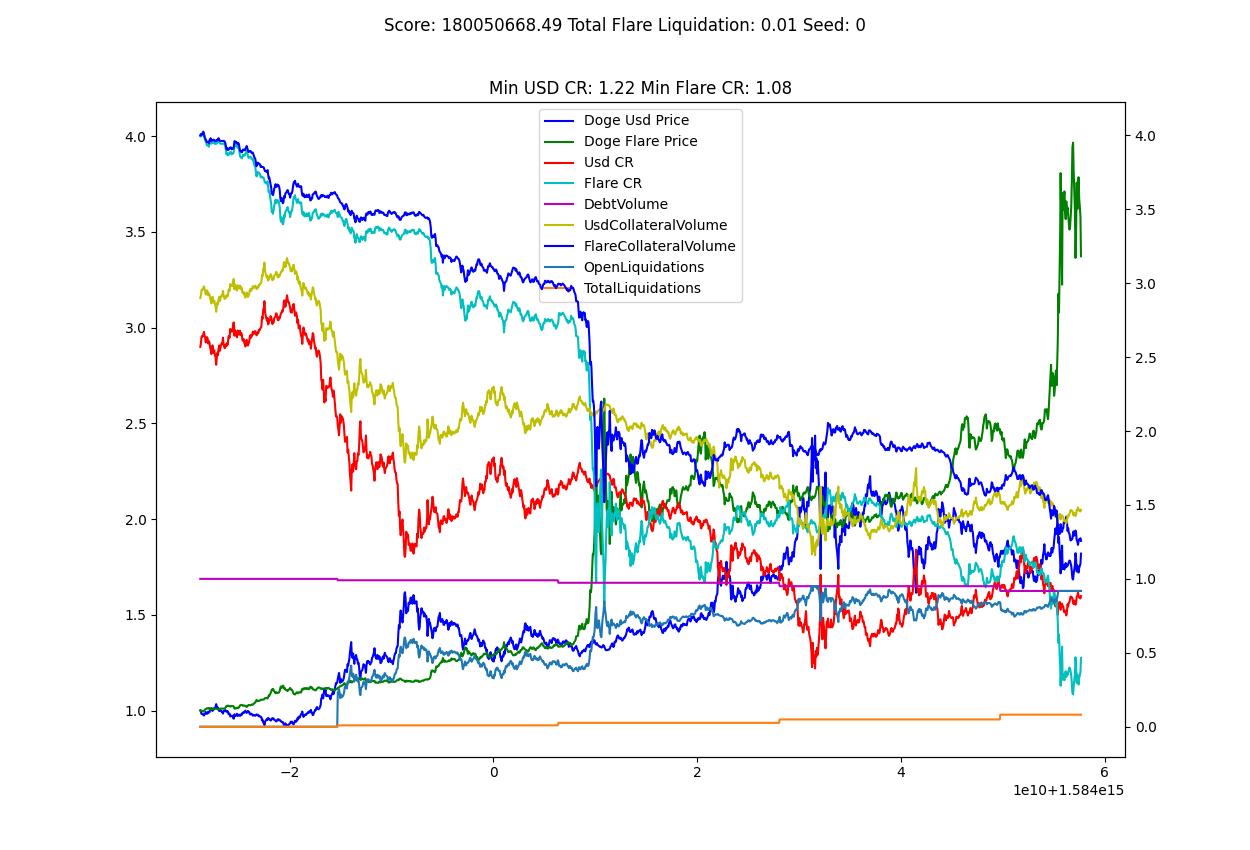 Score: 180050668.49 Total Flare Liquidation: 0.01 Seed: 0
Min USD CR: 1.22 Min Flare CR: 1.08
Doge Usd Price
Doge Flare Price
Usd CR
Flare CR
DebtVolume
UsdCollateralVolume
FlareCollateralVolume
OpenLiquidations
TotalLiquidations
4.0
3.5
3.0
2.5
2.0
1.5
1.0
4.0
3.5
3.0
2.5
2.0
1.5
1.0
0.5
0.0
−2 0 2 4 6
1e10+1.584e15